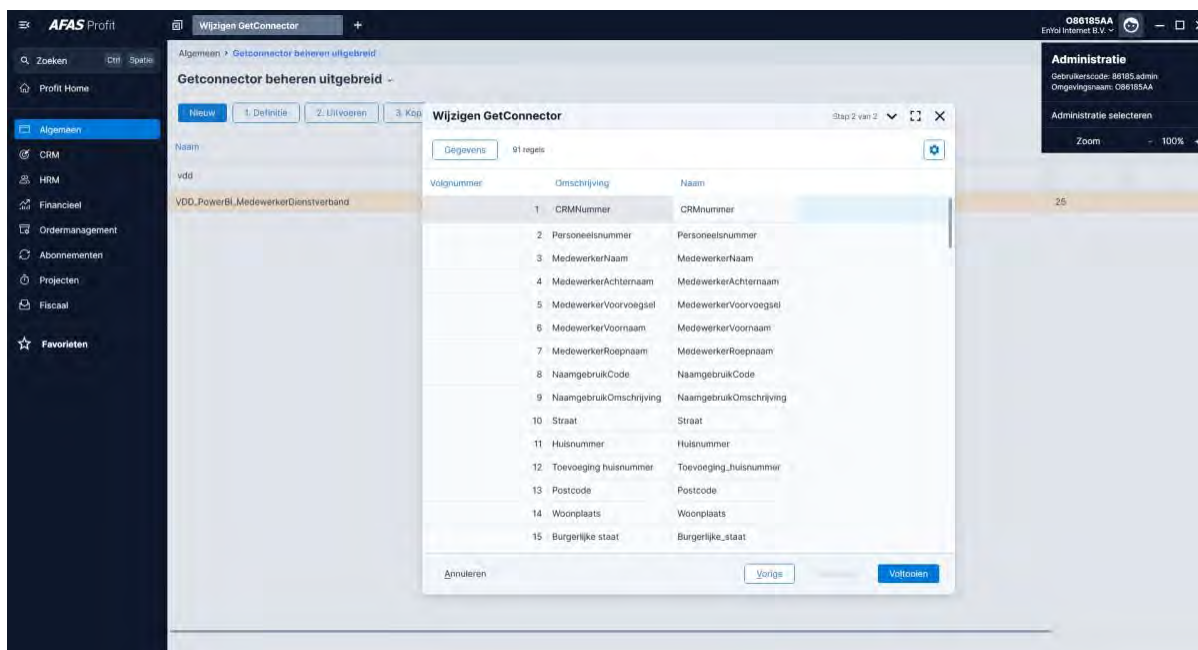 AFAS Profit
Wijzigen GetConnector
+
O86185AA
EnYoi Internet B.V.
Zoeken
Ctrl
Spatie
Profit Home
Algemeen
CRM
HRM
Financieel
Ordermanagement
Abonnementen
Projecten
Fiscaal
Favorieten
Algemeen > Getconnector beheren uitgebreid
Getconnector beheren uitgebreid
Nieuw
1. Definitie
2. Uitvoeren
3. Kop
Naam
vdd
VDD_PowerBI_MedewerkerDienstverband
25
Administratie
Gebruikerscode: 86185.admin
Omgevingsnaam: O86185AA
Administratie selecteren
Zoom - 100% +
Wijzigen GetConnector
Stap 2 van 2
Gegevens
91 regels
Volgnummer Omschrijving Naam
1 CRMNummer CRMnummer
2 Personeelsnummer Personeelsnummer
3 MedewerkerNaam MedewerkerNaam
4 MedewerkerAchternaam MedewerkerAchternaam
5 MedewerkerVoorvoegsel MedewerkerVoorvoegsel
6 MedewerkerVoornaam MedewerkerVoornaam
7 MedewerkerRoepnaam MedewerkerRoepnaam
8 NaamgebruikCode NaamgebruikCode
9 NaamgebruikOmschrijving NaamgebruikOmschrijving
10 Straat Straat
11 Huisnummer Huisnummer
12 Toevoeging huisnummer Toevoeging_huisnummer
13 Postcode Postcode
14 Woonplaats Woonplaats
15 Burgerlijke staat Burgerlijke_staat
Annuleren
Vorige
Voltooien